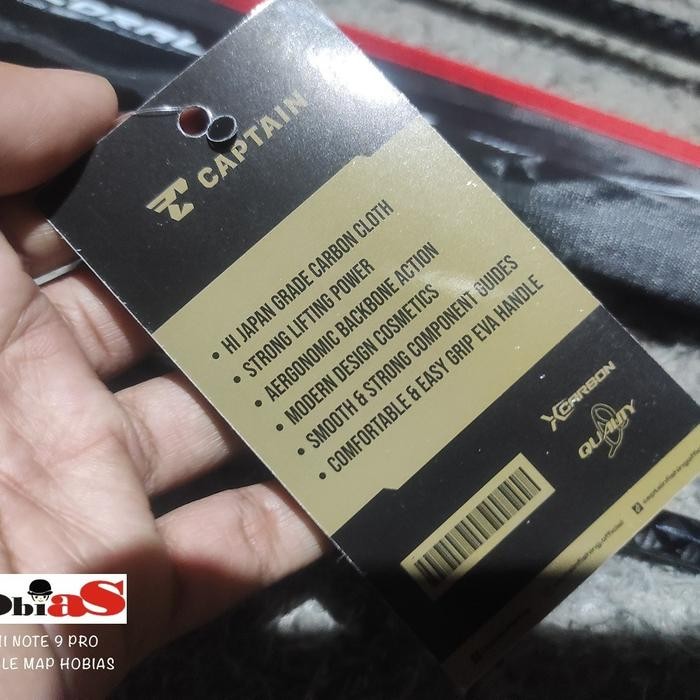 CAPTAIN
• HI JAPAN GRADE CARBON CLOTH
• STRONG LIFTING POWER
• AERGONOMIC BACKBONE ACTION
• MODERN DESIGN COSMETICS
• SMOOTH & STRONG COMPONENT GUIDES
• COMFORTABLE & EASY GRIP EVA HANDLE
XCARBON
QUALITY
ObiaS
NOTE 9 PRO
LE MAP HOBIAS